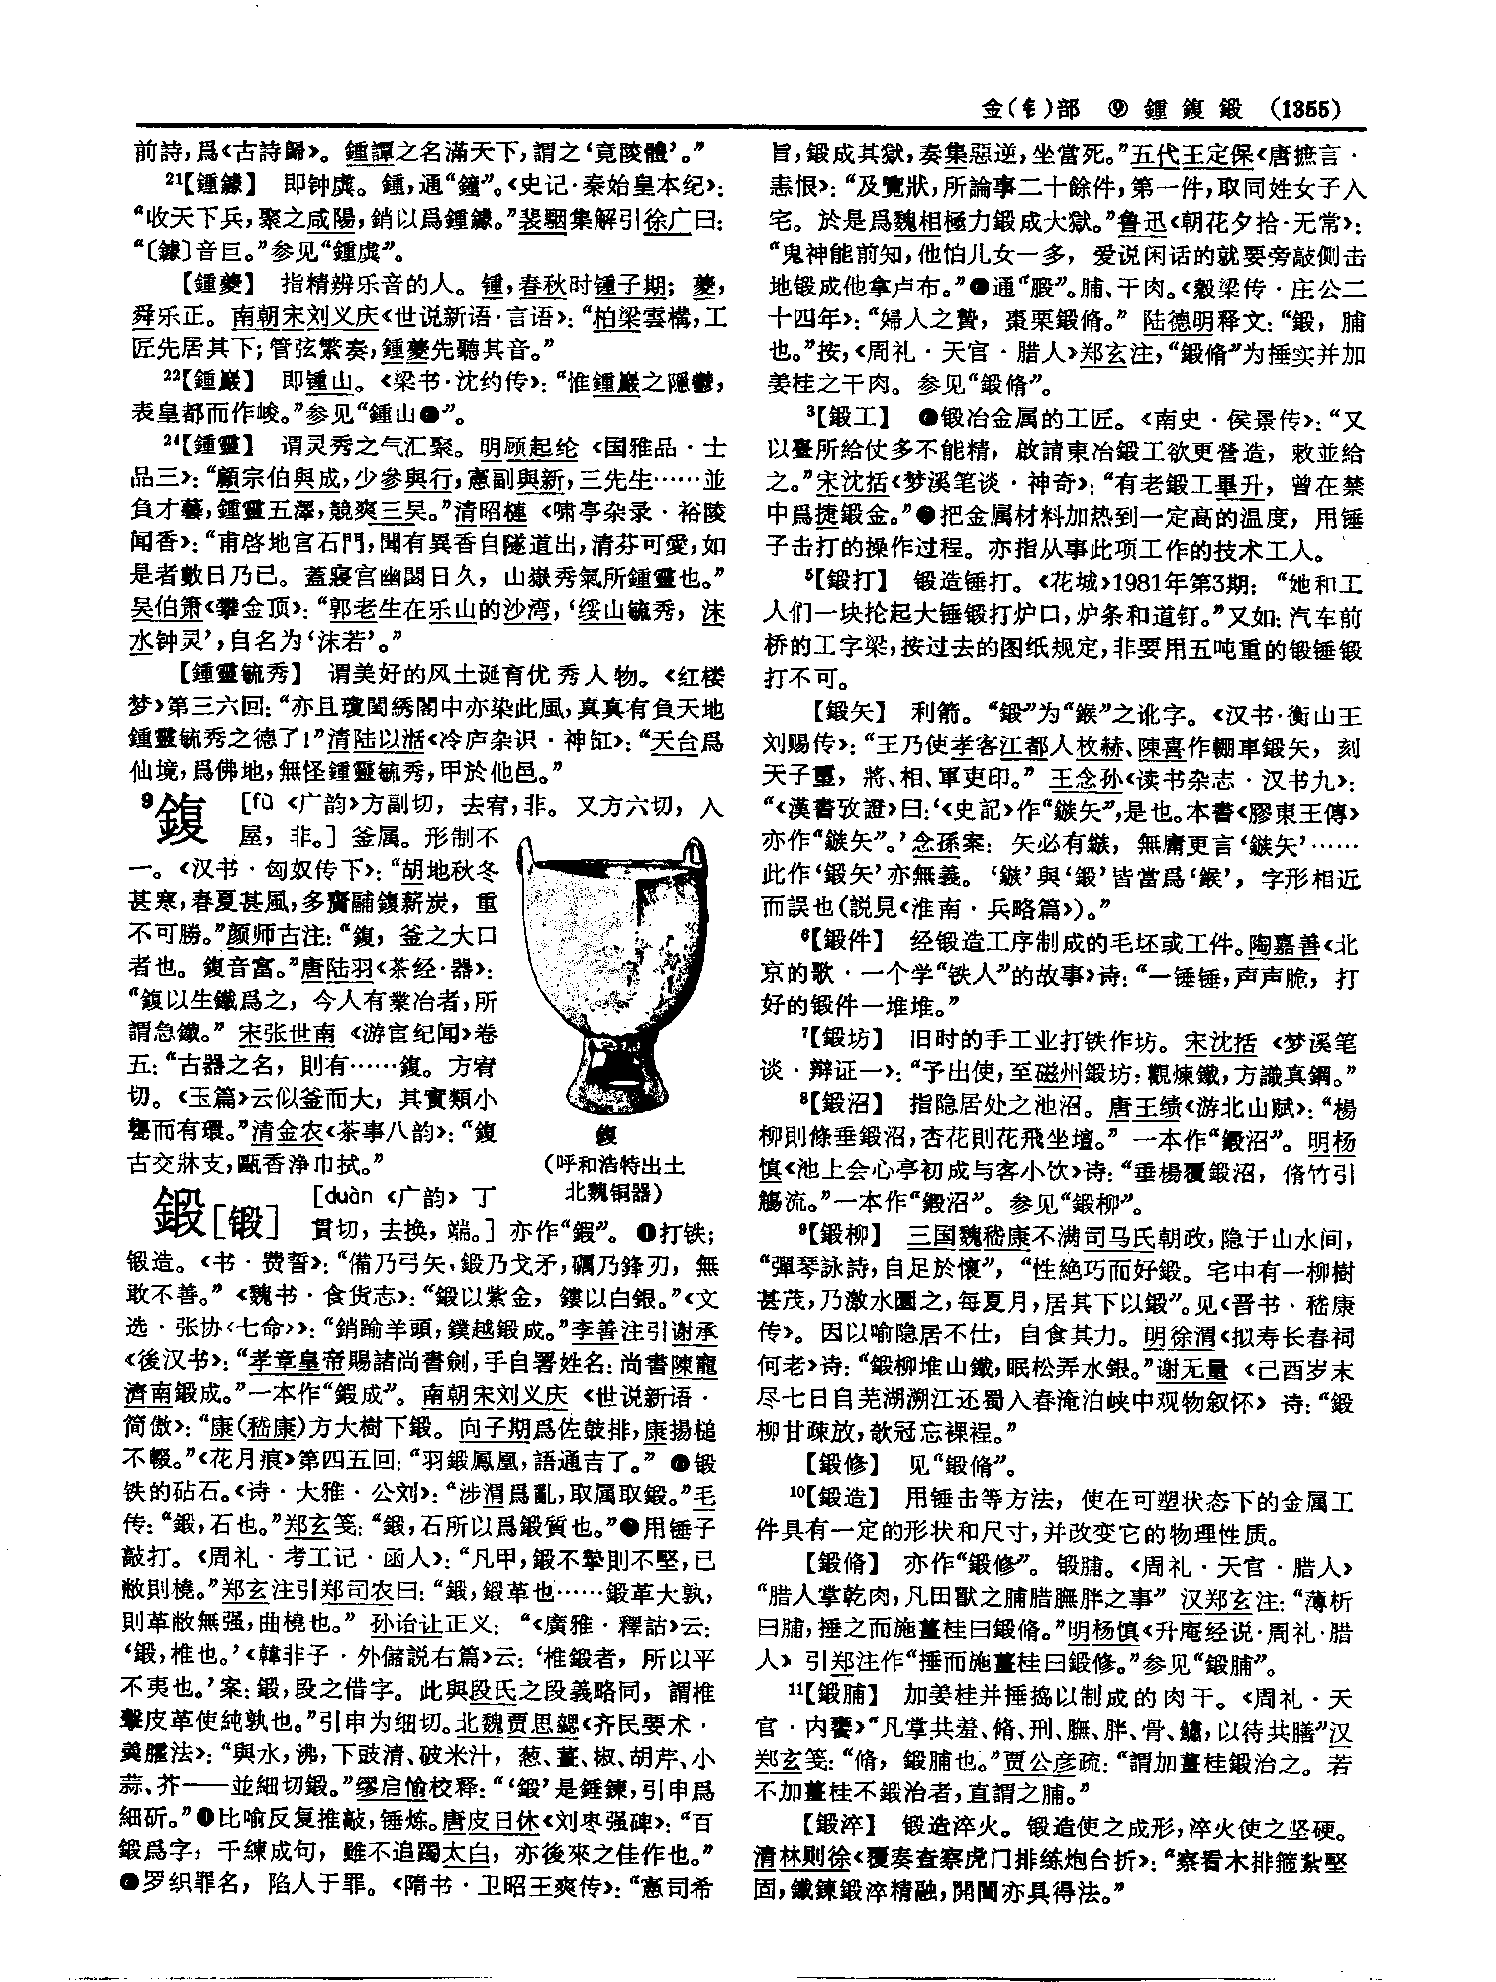 金(钅)部 ⑨ 鍾 鍑 鍛 (1355)
前詩，爲《古詩歸》。鍾譚之名滿天下，謂之‘竟陵體’。”
21【鍾鐻】 即钟虡。鍾，通“鐘”。《史记·秦始皇本纪》：
“收天下兵，聚之咸陽，銷以爲鍾鐻。”裴駰集解引徐广曰：
“〔鐻〕音巨。”参见“鍾虡”。
【鍾夔】 指精辨乐音的人。锺，春秋时锺子期；夔，
舜乐正。南朝宋刘义庆《世说新语·言语》：“柏梁雲構，工
匠先居其下；管弦繁奏，鍾夔先聽其音。”
22【鍾巖】 即锺山。《梁书·沈约传》：“惟鍾巖之隱鬱，
表皇都而作峻。”参见“鍾山●”。
24【鍾靈】 谓灵秀之气汇聚。明顾起纶《国雅品·士
品三》：“顧宗伯與成，少參與行，憲副與新，三先生……並
負才藝，鍾靈五澤，競爽三吴。”清昭梿《啸亭杂录·裕陵
闻香》：“甫啓地宫石門，聞有異香自隧道出，清芬可愛，如
是者數日乃已。蓋寢宫幽閟日久，山嶽秀氣所鍾靈也。”
吴伯箫《攀金顶》：“郭老生在乐山的沙湾，‘绥山毓秀，沫
水钟灵’，自名为‘沫若’。”
【鍾靈毓秀】 谓美好的风土诞育优秀人物。《红楼
梦》第三六回：“亦且瓊閨綉閣中亦染此風，真真有負天地
鍾靈毓秀之德了！”清陆以湉《冷庐杂识·神缸》：“天台爲
仙境，爲佛地，無怪鍾靈毓秀，甲於他邑。”
9鍑 [fù 《广韵》方副切，去宥，非。又方六切，入
屋，非。] 釜属。形制不
一。《汉书·匈奴传下》：“胡地秋冬
甚寒，春夏甚風，多齎鬴鍑薪炭，重
不可勝。”颜师古注：“鍑，釜之大口
者也。鍑音富。”唐陆羽《茶经·器》：
“鍑以生鐵爲之，今人有業冶者，所
謂急鐵。”宋张世南《游宦纪闻》卷
五：“古器之名，則有……鍑。方宥
切。《玉篇》云似釜而大，其實類小
甕而有環。”清金农《茶事八韵》：“鍑
古交牀支，甌香浄巾拭。”
鍑
(呼和浩特出土
北魏铜器)
鍛[锻] [duàn 《广韵》丁
貫切，去换，端。] 亦作“鍜”。❶打铁；
锻造。《书·费誓》：“備乃弓矢，鍛乃戈矛，礪乃鋒刃，無
敢不善。”《魏书·食货志》：“鍛以紫金，鏤以白銀。”《文
选·张协〈七命〉》：“銷踰羊頭，鏷越鍛成。”李善注引谢承
《後汉书》：“孝章皇帝賜諸尚書劍，手自署姓名：尚書陳寵
濟南鍛成。”一本作“鍜成”。南朝宋刘义庆《世说新语·
简傲》：“康(嵇康)方大樹下鍛。向子期爲佐鼓排，康揚槌
不輟。”《花月痕》第四五回：“羽鍛鳳凰，語通吉了。” ❷锻
铁的砧石。《诗·大雅·公刘》：“涉渭爲亂，取厲取鍛。”毛
传：“鍛，石也。”郑玄笺：“鍛，石所以爲鍛質也。”❸用锤子
敲打。《周礼·考工记·函人》：“凡甲，鍛不摯則不堅，已
敝則橈。”郑玄注引郑司农曰：“鍛，鍛革也……鍛革大孰，
則革敝無强，曲橈也。”孙诒让正义：“《廣雅·釋詁》云：
‘鍛，椎也。’《韓非子·外儲説右篇》云：‘椎鍛者，所以平
不夷也。’案：鍛，段之借字。此與段氏之段義略同，謂椎
擊皮革使純孰也。”引申为细切。北魏贾思勰《齐民要术·
羹臛法》：“與水，沸，下豉清、破米汁，葱、薑、椒、胡芹、小
蒜、芥——並細切鍛。”缪启愉校释：“‘鍛’是錘鍊，引申爲
細斫。”❹比喻反复推敲，锤炼。唐皮日休《刘枣强碑》：“百
鍛爲字，千練成句，雖不追躅太白，亦後來之佳作也。”
❺罗织罪名，陷人于罪。《隋书·卫昭王爽传》：“憲司希
旨，鍛成其獄，奏集惡逆，坐當死。”五代王定保《唐摭言·
恚恨》：“及覽狀，所論事二十餘件，第一件，取同姓女子入
宅。於是爲魏相極力鍛成大獄。”鲁迅《朝花夕拾·无常》：
“鬼神能前知，他怕儿女一多，爱说闲话的就要旁敲侧击
地锻成他拿卢布。”❻通“腶”。脯、干肉。《穀梁传·庄公二
十四年》：“婦人之贄，棗栗鍛脩。”陆德明释文：“鍛，脯
也。”按，《周礼·天官·腊人》郑玄注，“鍛脩”为捶实并加
姜桂之干肉。参见“鍛脩”。
3【鍛工】 ❶锻冶金属的工匠。《南史·侯景传》：“又
以臺所給仗多不能精，啟請東冶鍛工欲更營造，敕並給
之。”宋沈括《梦溪笔谈·神奇》：“有老鍛工畢升，曾在禁
中爲捷鍛金。”❷把金属材料加热到一定高的温度，用锤
子击打的操作过程。亦指从事此项工作的技术工人。
5【鍛打】 锻造锤打。《花城》1981年第3期：“她和工
人们一块抡起大锤锻打炉口，炉条和道钉。”又如：汽车前
桥的工字梁，按过去的图纸规定，非要用五吨重的锻锤锻
打不可。
【鍛矢】 利箭。“鍛”为“鍭”之讹字。《汉书·衡山王
刘赐传》：“王乃使孝客江都人枚赫、陳喜作輣車鍛矢，刻
天子璽，將、相、軍吏印。”王念孙《读书杂志·汉书九》：
“《漢書攷證》曰：‘《史記》作“鏃矢”，是也。本書《膠東王傳》
亦作“鏃矢”。’念孫案：矢必有鏃，無庸更言‘鏃矢’……
此作‘鍛矢’亦無義。‘鏃’與‘鍛’皆當爲‘鍭’，字形相近
而誤也(説見《淮南·兵略篇》)。”
6【鍛件】 经锻造工序制成的毛坯或工件。陶嘉善《北
京的歌·一个学“铁人”的故事》诗：“一锤锤，声声脆，打
好的锻件一堆堆。”
7【鍛坊】 旧时的手工业打铁作坊。宋沈括《梦溪笔
谈·辩证一》：“予出使，至磁州鍛坊，觀煉鐵，方識真鋼。”
8【鍛沼】 指隐居处之池沼。唐王绩《游北山赋》：“楊
柳則條垂鍛沼，杏花則花飛坐壇。”一本作“鍜沼”。明杨
慎《池上会心亭初成与客小饮》诗：“垂楊覆鍛沼，脩竹引
觴流。”一本作“鍜沼”。参见“鍛柳”。
9【鍛柳】 三国魏嵇康不满司马氏朝政，隐于山水间，
“彈琴詠詩，自足於懷”，“性絶巧而好鍛。宅中有一柳樹
甚茂，乃激水圜之，每夏月，居其下以鍛”。见《晋书·嵇康
传》。因以喻隐居不仕，自食其力。明徐渭《拟寿长春祠
何老》诗：“鍛柳堆山鐵，眠松弄水銀。”谢无量《己酉岁末
尽七日自芜湖溯江还蜀入春淹泊峡中观物叙怀》诗：“鍛
柳甘疎放，欹冠忘裸裎。”
【鍛修】 见“鍛脩”。
10【鍛造】 用锤击等方法，使在可塑状态下的金属工
件具有一定的形状和尺寸，并改变它的物理性质。
【鍛脩】 亦作“鍛修”。锻脯。《周礼·天官·腊人》
“腊人掌乾肉，凡田獸之脯腊膴胖之事”汉郑玄注：“薄析
曰脯，捶之而施薑桂曰鍛脩。”明杨慎《升庵经说·周礼·腊
人》引郑注作“捶而施薑桂曰鍛修。”参见“鍛脯”。
11【鍛脯】 加姜桂并捶捣以制成的肉干。《周礼·天
官·内饔》“凡掌共羞、脩、刑、膴、胖、骨、鱐，以待共膳”汉
郑玄笺：“脩，鍛脯也。”贾公彦疏：“謂加薑桂鍛治之。若
不加薑桂不鍛治者，直謂之脯。”
【鍛淬】 锻造淬火。锻造使之成形，淬火使之坚硬。
清林则徐《覆奏查察虎门排练炮台折》：“察看木排箍紮堅
固，鐵鍊鍛淬精融，開闔亦具得法。”